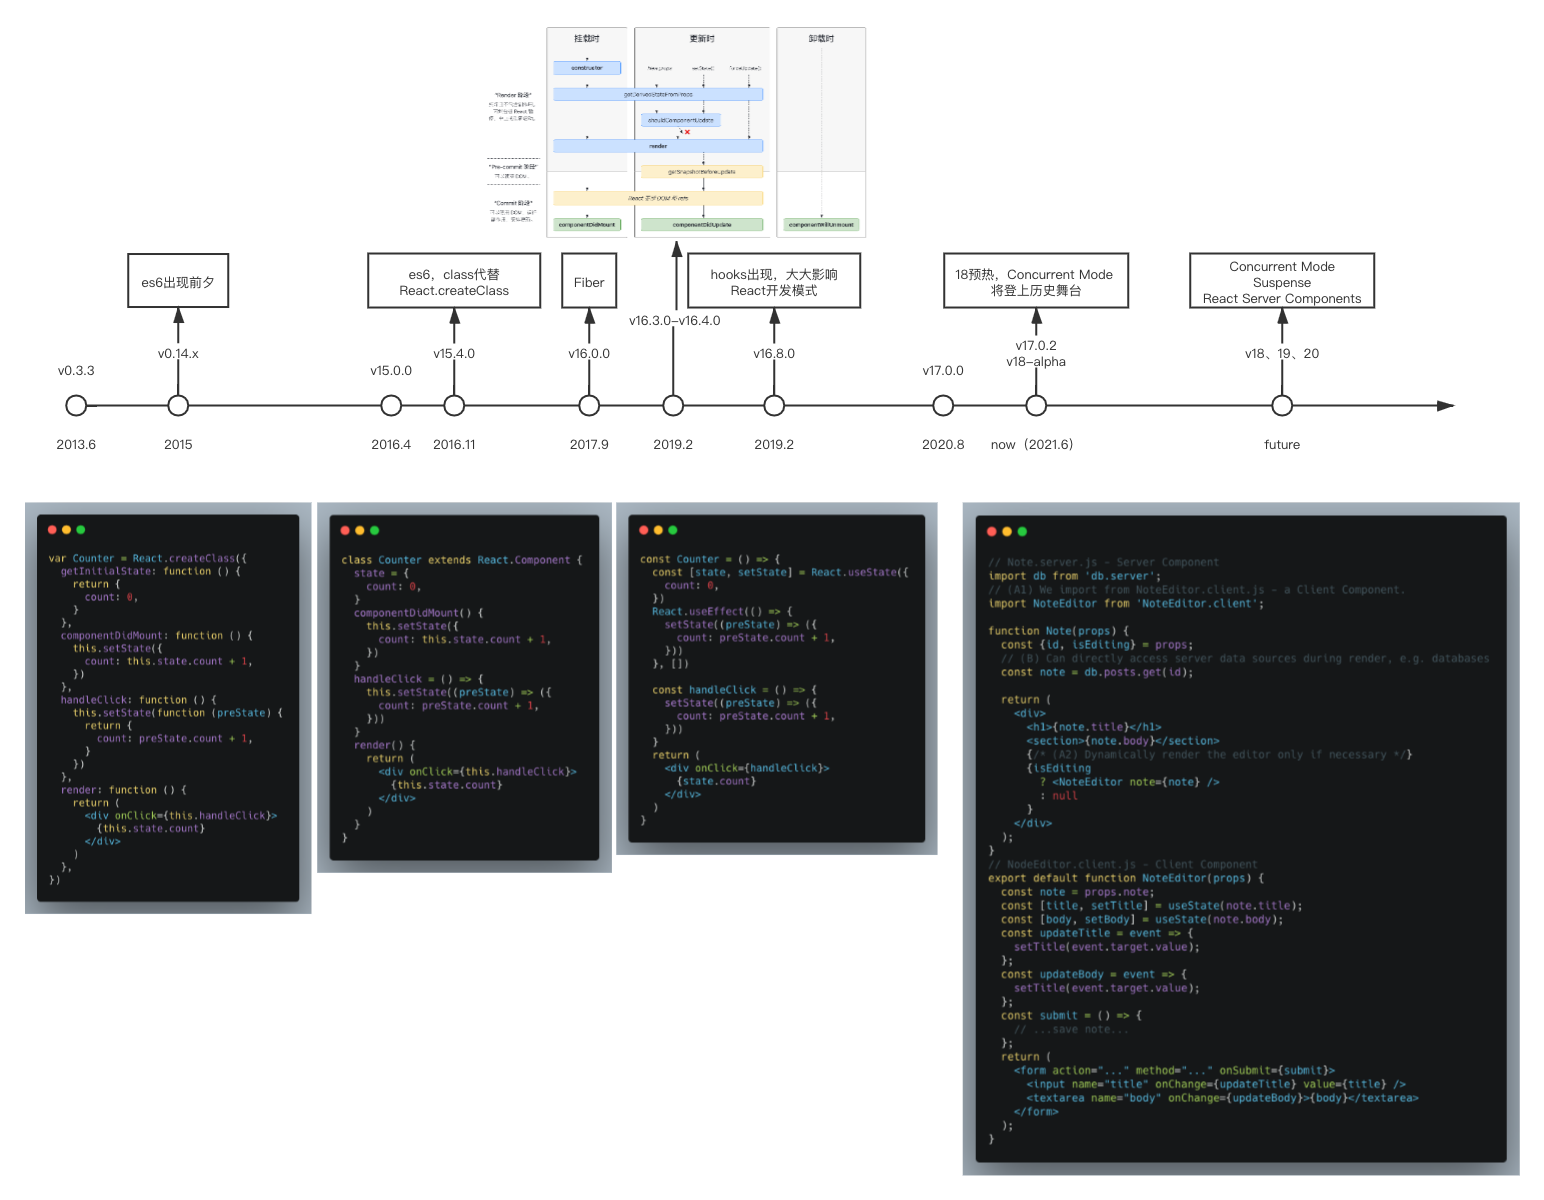 挂载时
更新时
卸载时
constructor
New props
setState()
forceUpdate()
"Render 阶段"
getDerivedStateFromProps
shouldComponentUpdate
render
"Pre-commit 阶段"
可以读取 DOM。
getSnapshotBeforeUpdate
"Commit 阶段"
React 更新 DOM 和 refs
componentDidMount
componentDidUpdate
componentWillUnmount
es6出现前夕
es6，class代替
React.createClass
Fiber
hooks出现，大大影响
React开发模式
18预热，Concurrent Mode
将登上历史舞台
Concurrent Mode
Suspense
React Server Components
v0.3.3
v0.14.x
v15.0.0
v15.4.0
v16.0.0
v16.3.0–v16.4.0
v16.8.0
v17.0.0
v17.0.2
v18–alpha
v18、19、20
2013.6
2015
2016.4
2016.11
2017.9
2019.2
2019.2
2020.8
now（2021.6）
future
var Counter = React.createClass({
  getInitialState: function () {
    return {
      count: 0,
    }
  },
  componentDidMount: function () {
    this.setState({
      count: this.state.count + 1,
    })
  },
  handleClick: function () {
    this.setState(function (preState) {
      return {
        count: preState.count + 1,
      }
    })
  },
  render: function () {
    return (
      <div onClick={this.handleClick}>
        {this.state.count}
      </div>
    )
  },
})
class Counter extends React.Component {
  state = {
    count: 0,
  }
  componentDidMount() {
    this.setState({
      count: this.state.count + 1,
    })
  }
  handleClick = () => {
    this.setState((preState) => ({
      count: preState.count + 1,
    }))
  }
  render() {
    return (
      <div onClick={this.handleClick}>
        {this.state.count}
      </div>
    )
  }
}
const Counter = () => {
  const [state, setState] = React.useState({
    count: 0,
  })
  React.useEffect(() => {
    setState((preState) => ({
      count: preState.count + 1,
    }))
  }, [])
  const handleClick = () => {
    setState((preState) => ({
      count: preState.count + 1,
    }))
  }
  return (
    <div onClick={handleClick}>
      {state.count}
    </div>
  )
}
// Note.server.js - Server Component
import db from 'db.server';
// (A1) We import from NoteEditor.client.js - a Client Component.
import NoteEditor from 'NoteEditor.client';
function Note(props) {
  const {id, isEditing} = props;
  // (B) Can directly access server data sources during render, e.g. databases
  const note = db.posts.get(id);
  return (
    <div>
      <h1>{note.title}</h1>
      <section>{note.body}</section>
      {/* (A2) Dynamically render the editor only if necessary */}
      {isEditing
        ? <NoteEditor note={note} />
        : null
      }
    </div>
  );
}
// NodeEditor.client.js - Client Component
export default function NoteEditor(props) {
  const note = props.note;
  const [title, setTitle] = useState(note.title);
  const [body, setBody] = useState(note.body);
  const updateTitle = event => {
    setTitle(event.target.value);
  };
  const updateBody = event => {
    setTitle(event.target.value);
  };
  const submit = () => {
    // ...save note...
  };
  return (
    <form action="..." method="..." onSubmit={submit}>
      <input name="title" onChange={updateTitle} value={title} />
      <textarea name="body" onChange={updateBody}>{body}</textarea>
    </form>
  );
}